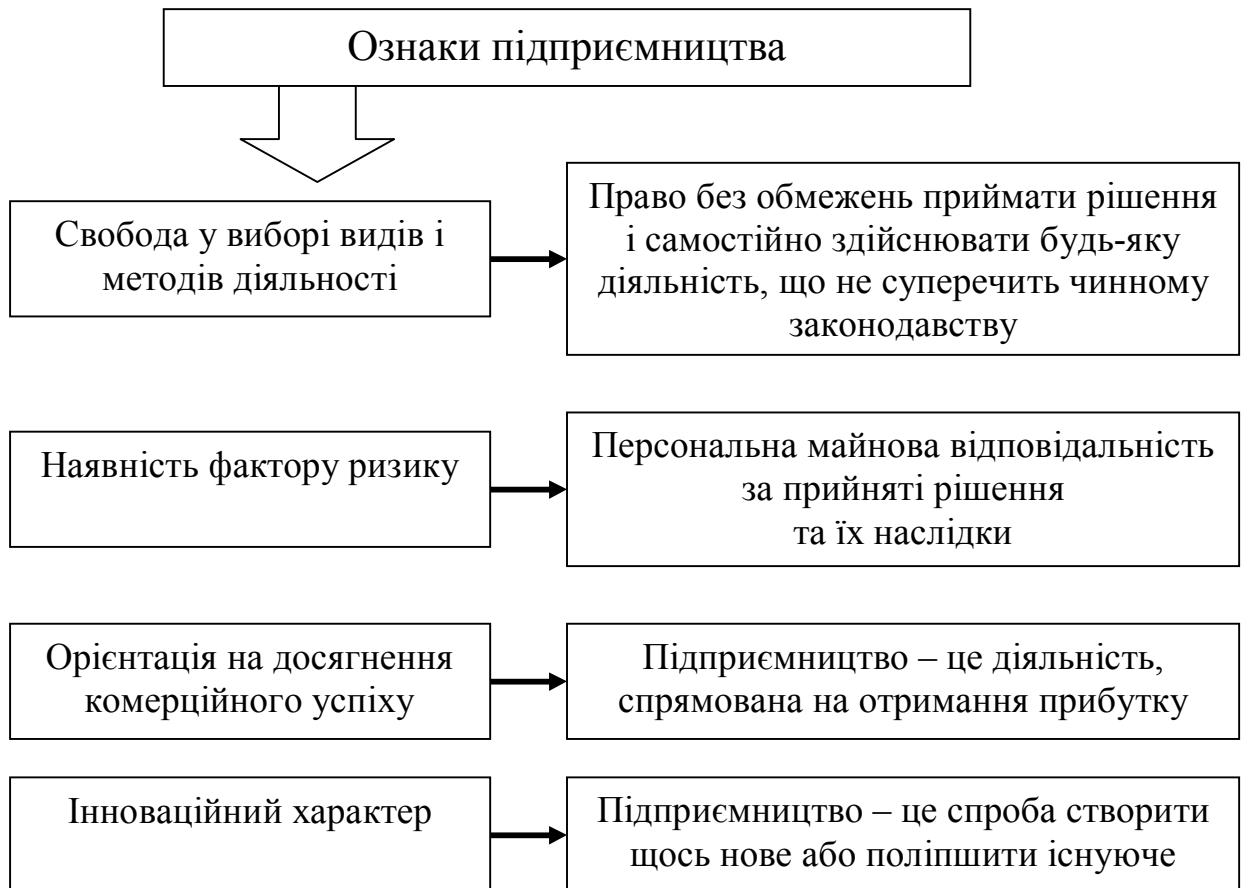 Ознаки підприємництва
Свобода у виборі видів і
методів діяльності
Право без обмежень приймати рішення
і самостійно здійснювати будь-яку
діяльність, що не суперечить чинному
законодавству
Наявність фактору ризику
Персональна майнова відповідальність
за прийняті рішення
та їх наслідки
Орієнтація на досягнення
комерційного успіху
Підприємництво – це діяльність,
спрямована на отримання прибутку
Інноваційний характер
Підприємництво – це спроба створити
щось нове або поліпшити існуюче